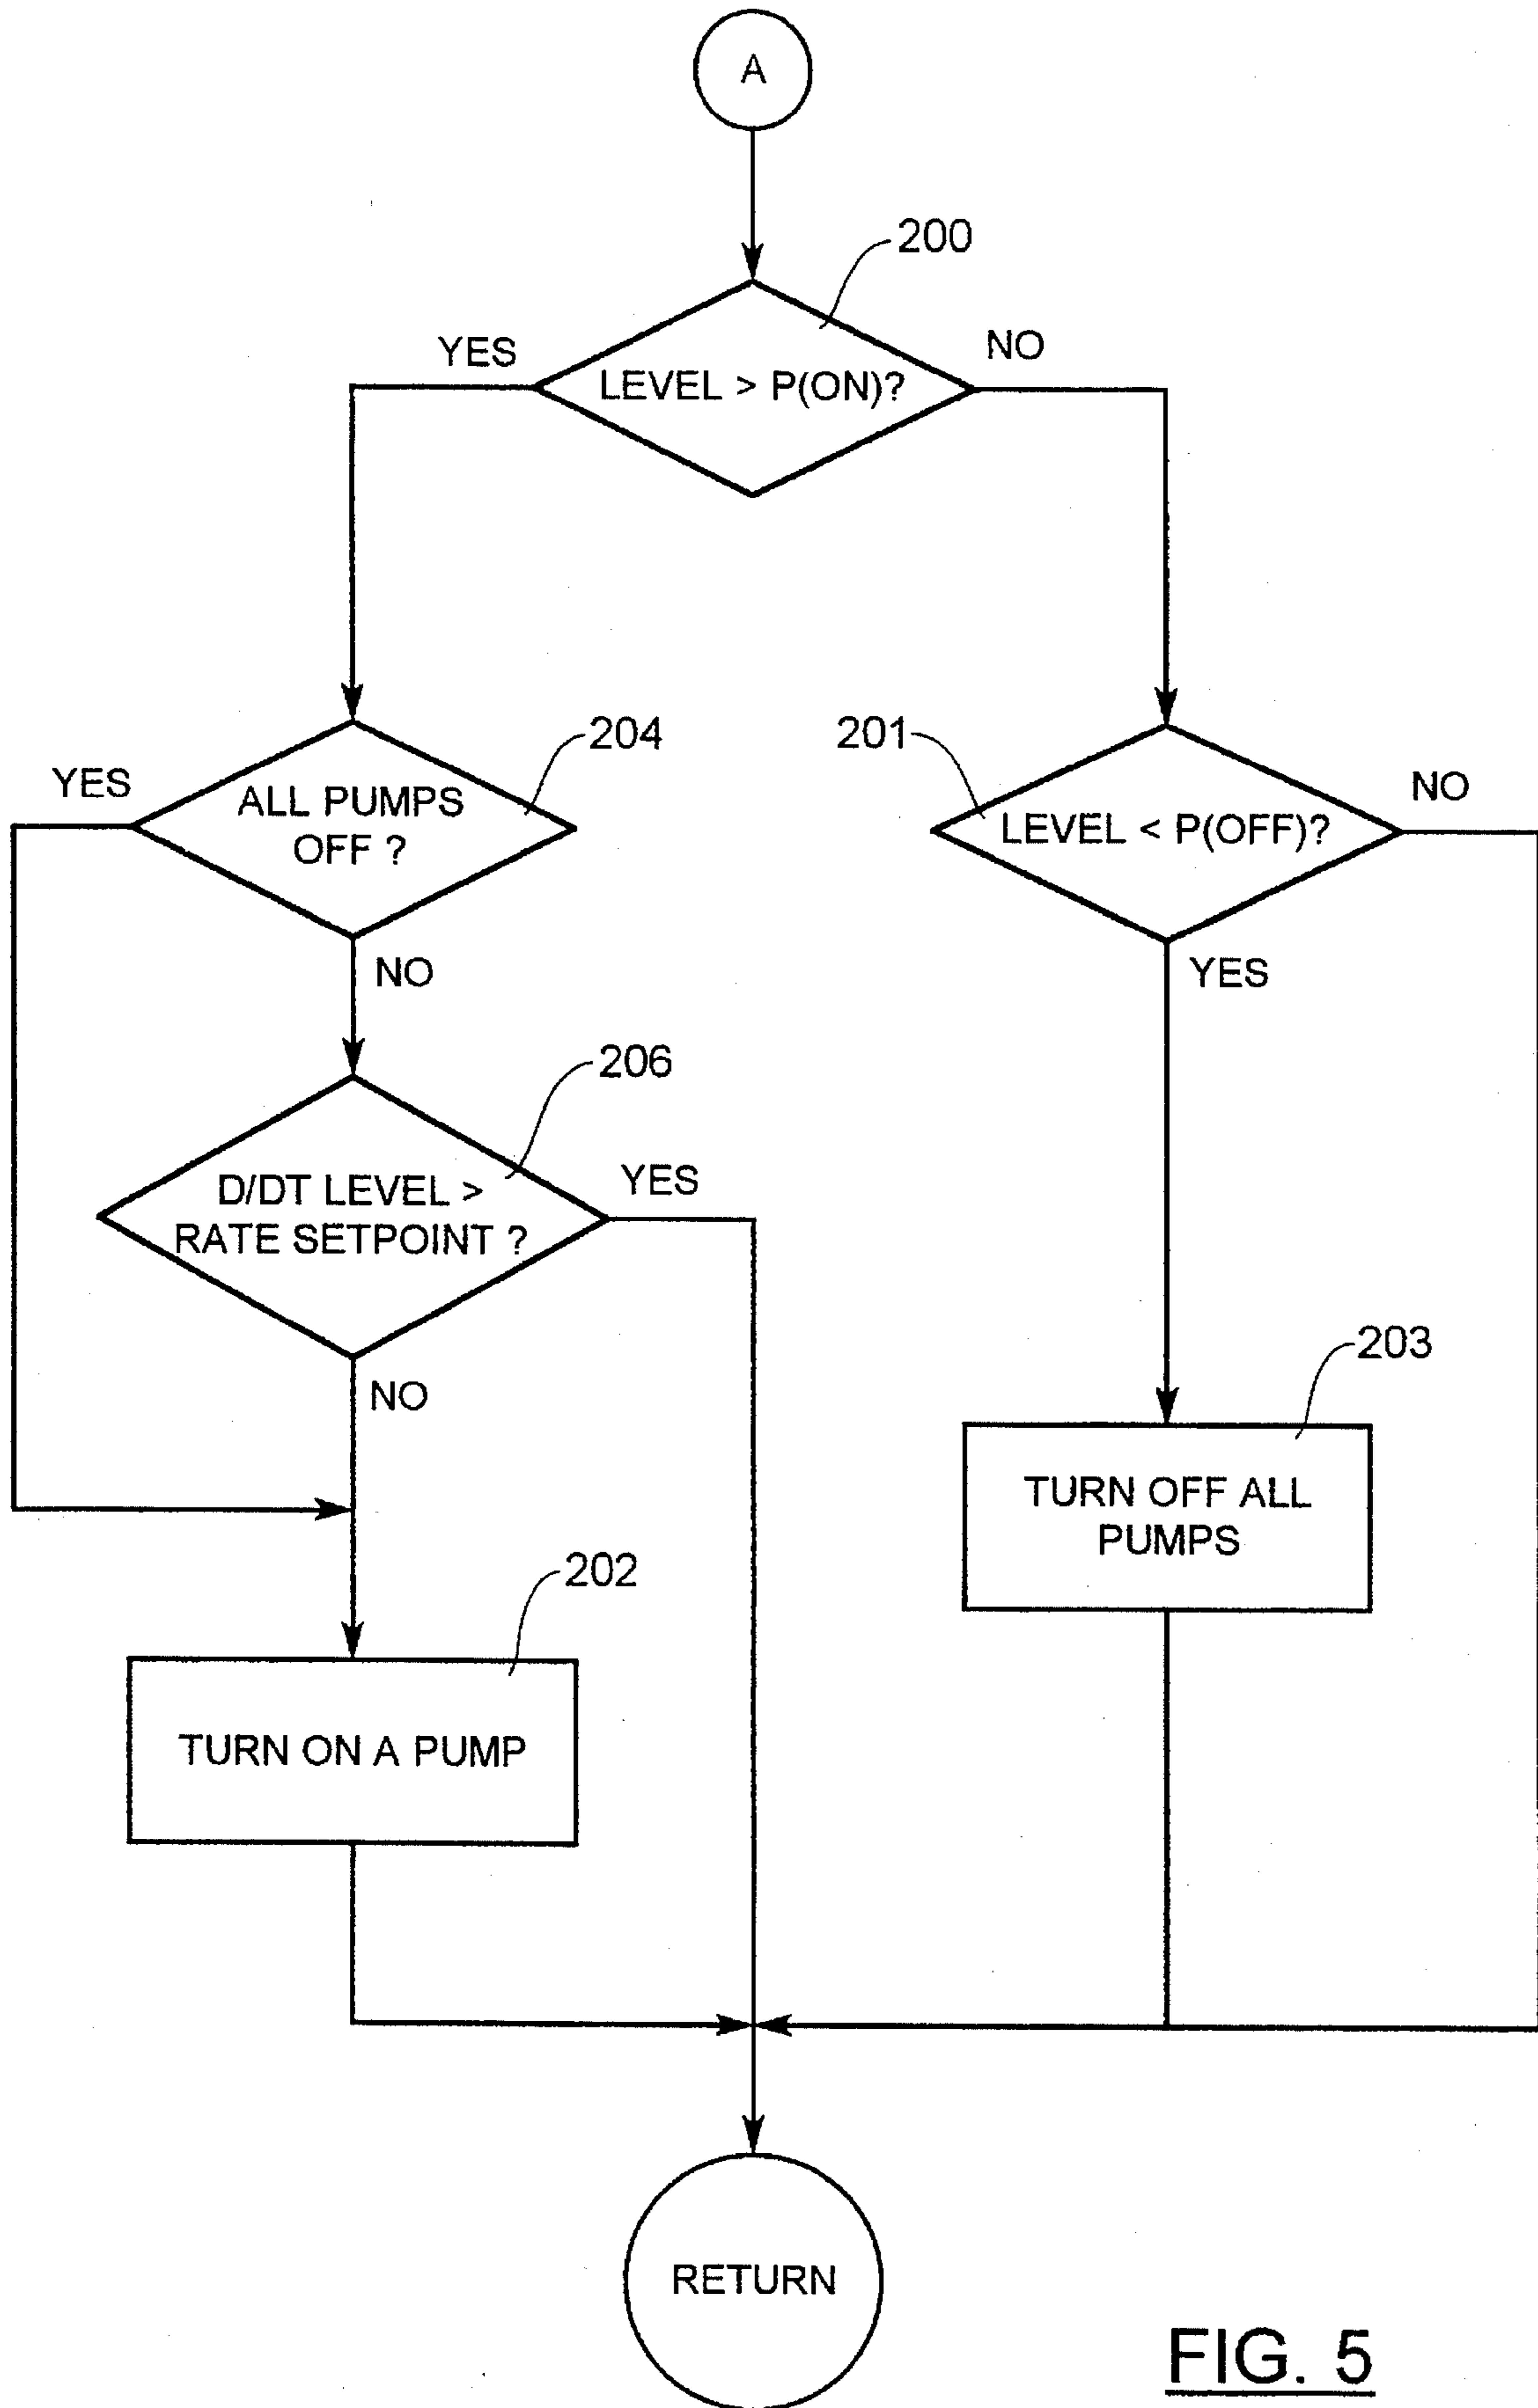 A
200
YES
NO
LEVEL > P(ON)?
204
201
YES
ALL PUMPS
OFF ?
LEVEL < P(OFF)?
NO
NO
YES
206
D/DT LEVEL >
RATE SETPOINT ?
YES
NO
203
TURN OFF ALL
PUMPS
202
TURN ON A PUMP
RETURN
FIG. 5